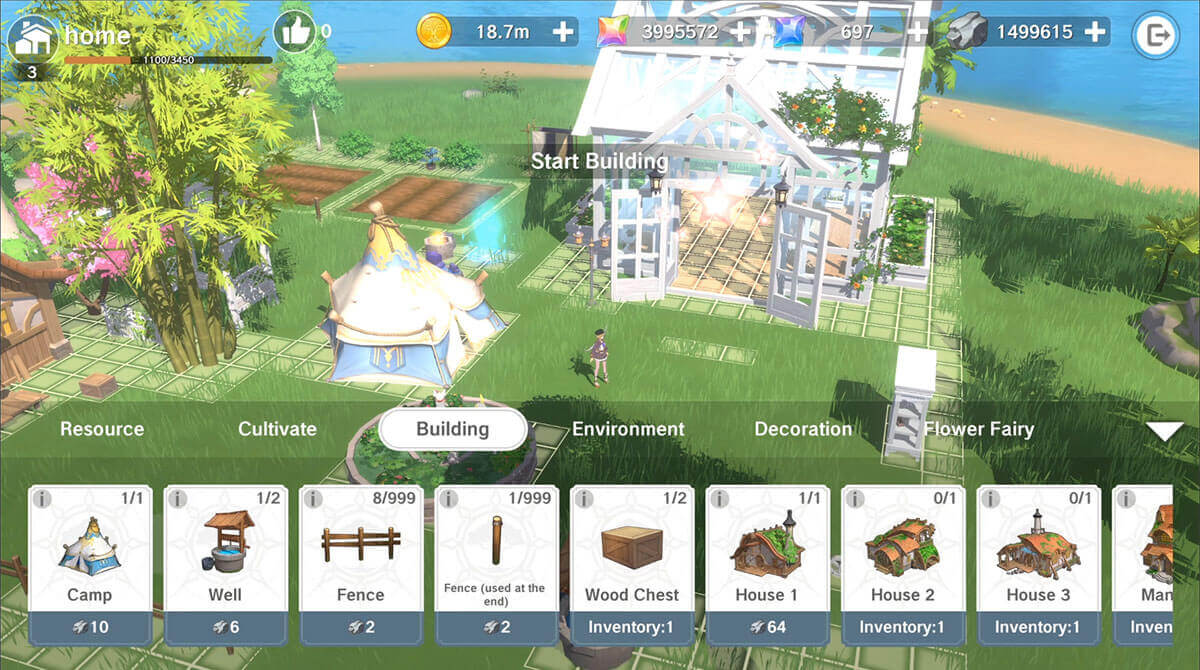 home
0
18.7m
3995572
697
1499615
3
1100/3450
Start Building
Resource
Cultivate
Building
Environment
Decoration
Flower Fairy
1/1
1/2
8/999
1/999
1/2
1/1
0/1
0/1
Camp
Well
Fence
Fence (used at the
end)
Wood Chest
House 1
House 2
House 3
Man
10
6
2
2
Inventory:1
64
Inventory:1
Inventory:1
Inven